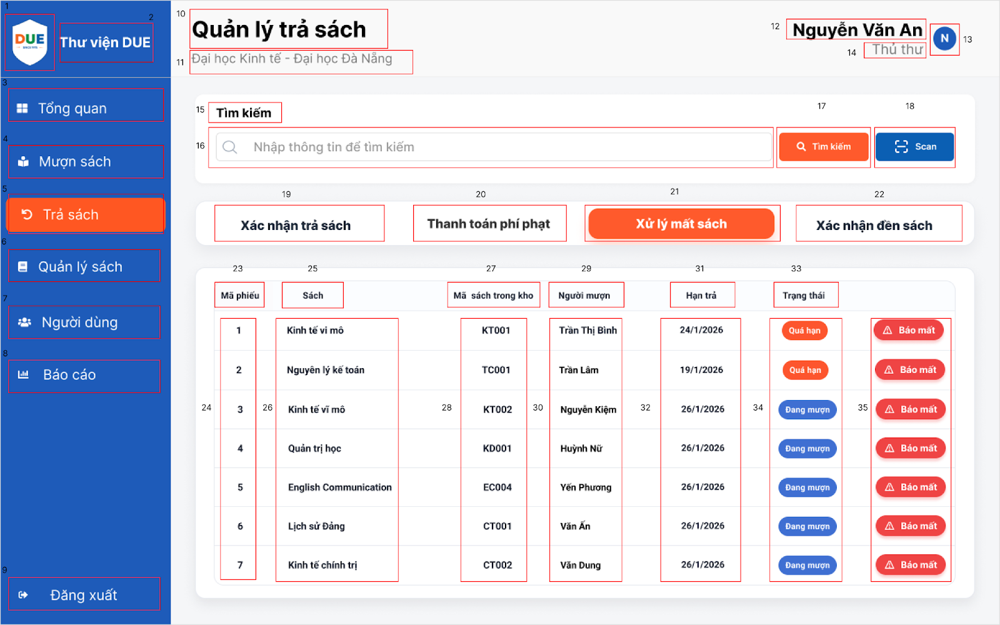 1
2
DUE
SINCE 1975
Thư viện DUE
3
Tổng quan
4
Mượn sách
5
Trả sách
6
Quản lý sách
7
Người dùng
8
Báo cáo
9
Đăng xuất
10
Quản lý trả sách
11
Đại học Kinh tế - Đại học Đà Nẵng
12
Nguyễn Văn An
N
13
14
Thủ thư
15
Tìm kiếm
16
Nhập thông tin để tìm kiếm
17
Tìm kiếm
18
Scan
19
Xác nhận trả sách
20
Thanh toán phí phạt
21
Xử lý mất sách
22
Xác nhận đền sách
23 25 27 29 31 33
Mã phiếu Sách Mã sách trong kho Người mượn Hạn trả Trạng thái
1 Kinh tế vi mô KT001 Trần Thị Bình 24/1/2026 Quá hạn Báo mất
2 Nguyên lý kế toán TC001 Trần Lâm 19/1/2026 Quá hạn Báo mất
24 3 26 Kinh tế vĩ mô 28 KT002 30 Nguyễn Kiệm 32 26/1/2026 34 Đang mượn 35 Báo mất
4 Quản trị học KD001 Huỳnh Nữ 26/1/2026 Đang mượn Báo mất
5 English Communication EC004 Yến Phương 26/1/2026 Đang mượn Báo mất
6 Lịch sử Đảng CT001 Văn Ấn 26/1/2026 Đang mượn Báo mất
7 Kinh tế chính trị CT002 Văn Dung 26/1/2026 Đang mượn Báo mất